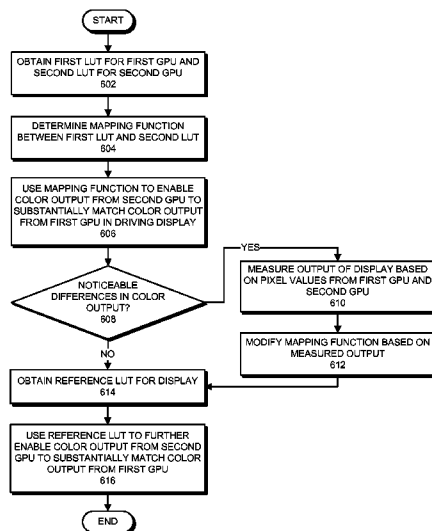 START
OBTAIN FIRST LUT FOR FIRST GPU AND
SECOND LUT FOR SECOND GPU
602
DETERMINE MAPPING FUNCTION
BETWEEN FIRST LUT AND SECOND LUT
604
USE MAPPING FUNCTION TO ENABLE
COLOR OUTPUT FROM SECOND GPU TO
SUBSTANTIALLY MATCH COLOR OUTPUT
FROM FIRST GPU IN DRIVING DISPLAY
606
NOTICEABLE
DIFFERENCES IN COLOR
OUTPUT?
608
YES
MEASURE OUTPUT OF DISPLAY BASED
ON PIXEL VALUES FROM FIRST GPU AND
SECOND GPU
610
MODIFY MAPPING FUNCTION BASED ON
MEASURED OUTPUT
612
NO
OBTAIN REFERENCE LUT FOR DISPLAY
614
USE REFERENCE LUT TO FURTHER
ENABLE COLOR OUTPUT FROM SECOND
GPU TO SUBSTANTIALLY MATCH COLOR
OUTPUT FROM FIRST GPU
616
END